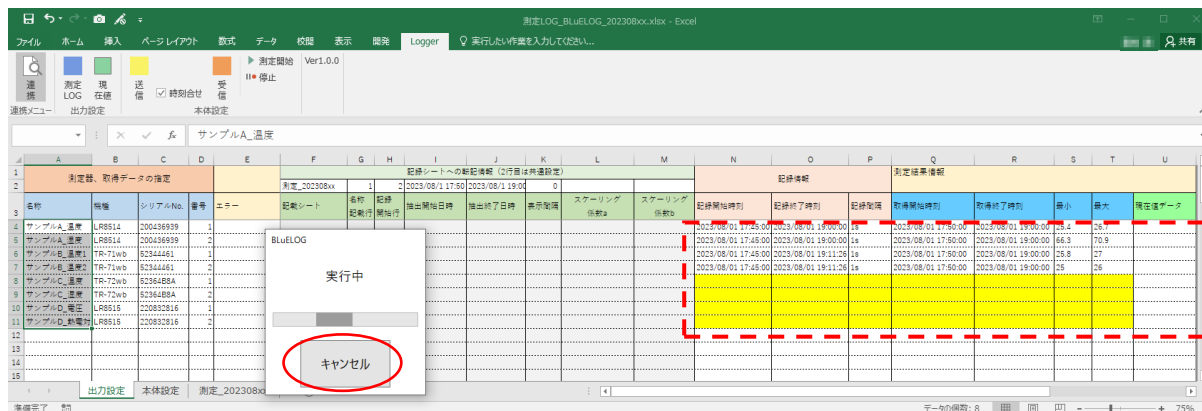 測定LOG_BLuELOG_202308xx.xlsx - Excel
ファイル ホーム 挿入 ページ レイアウト 数式 データ 校閲 表示 開発 Logger 実行したい作業を入力してください... 共有
連携 測定LOG 現在値 送信 時刻合せ 受信 測定開始 Ver1.0.0
停止
連携メニュー 出力設定 本体設定
fx サンプルA_温度
A B C D E F G H I J K L M N O P Q R S T U
1 測定器、取得データの指定 記録シートへの転記情報(2行目は共通設定) 記録情報 測定結果情報
2 測定_202308xx 1 2 2023/08/1 17:50 2023/08/1 19:00 0
3 名称 機種 シリアルNo. 番号 エラー 記載シート 名称記載行 記録開始行 抽出開始日時 抽出終了日時 表示間隔 スケーリング係数a スケーリング係数b 記録開始時刻 記録終了時刻 記録間隔 取得開始時刻 取得終了時刻 最小 最大 現在値データ
4 サンプルA_温度 LR8514 200436939 1 2023/08/01 17:45:00 2023/08/01 19:00:00 1s 2023/08/01 17:50:00 2023/08/01 19:00:00 25.4 26.7
5 サンプルA_湿度 LR8514 200436939 2 2023/08/01 17:45:00 2023/08/01 19:00:00 1s 2023/08/01 17:50:00 2023/08/01 19:00:00 66.3 70.9
6 サンプルB_温度1 TR-71wb 52344461 1 2023/08/01 17:45:00 2023/08/01 19:11:26 1s 2023/08/01 17:50:00 2023/08/01 19:00:00 25.8 27
7 サンプルB_温度2 TR-71wb 52344461 2 2023/08/01 17:45:00 2023/08/01 19:11:26 1s 2023/08/01 17:50:00 2023/08/01 19:00:00 25 26
8 サンプルC_温度 TR-72wb 52364B8A 1
9 サンプルC_湿度 TR-72wb 52364B8A 2
10 サンプルD_電圧 LR8515 220832816 1
11 サンプルD_熱電対 LR8515 220832816 2
12
13
14
15
BLuELOG
実行中
キャンセル
出力設定 本体設定 測定_202308xx
準備完了 データの個数: 8 75%